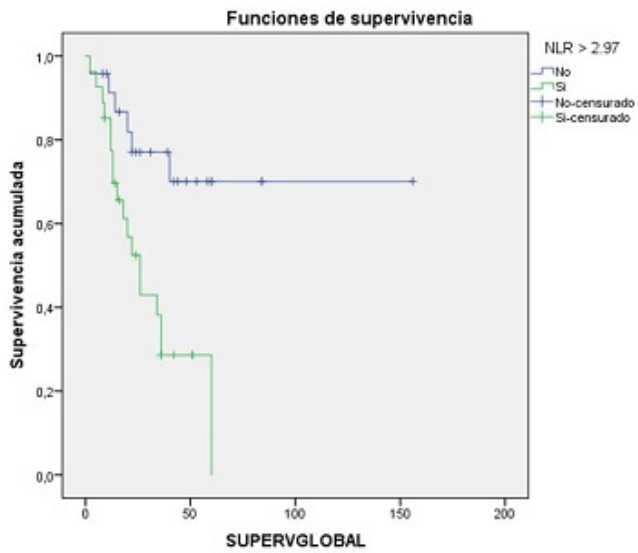 Funciones de supervivencia
NLR > 2.97
No
Si
No-censurado
Si-censurado
Supervivencia acumulada
1,0
0,8
0,6
0,4
0,2
0,0
0
50
100
150
200
SUPERVGLOBAL